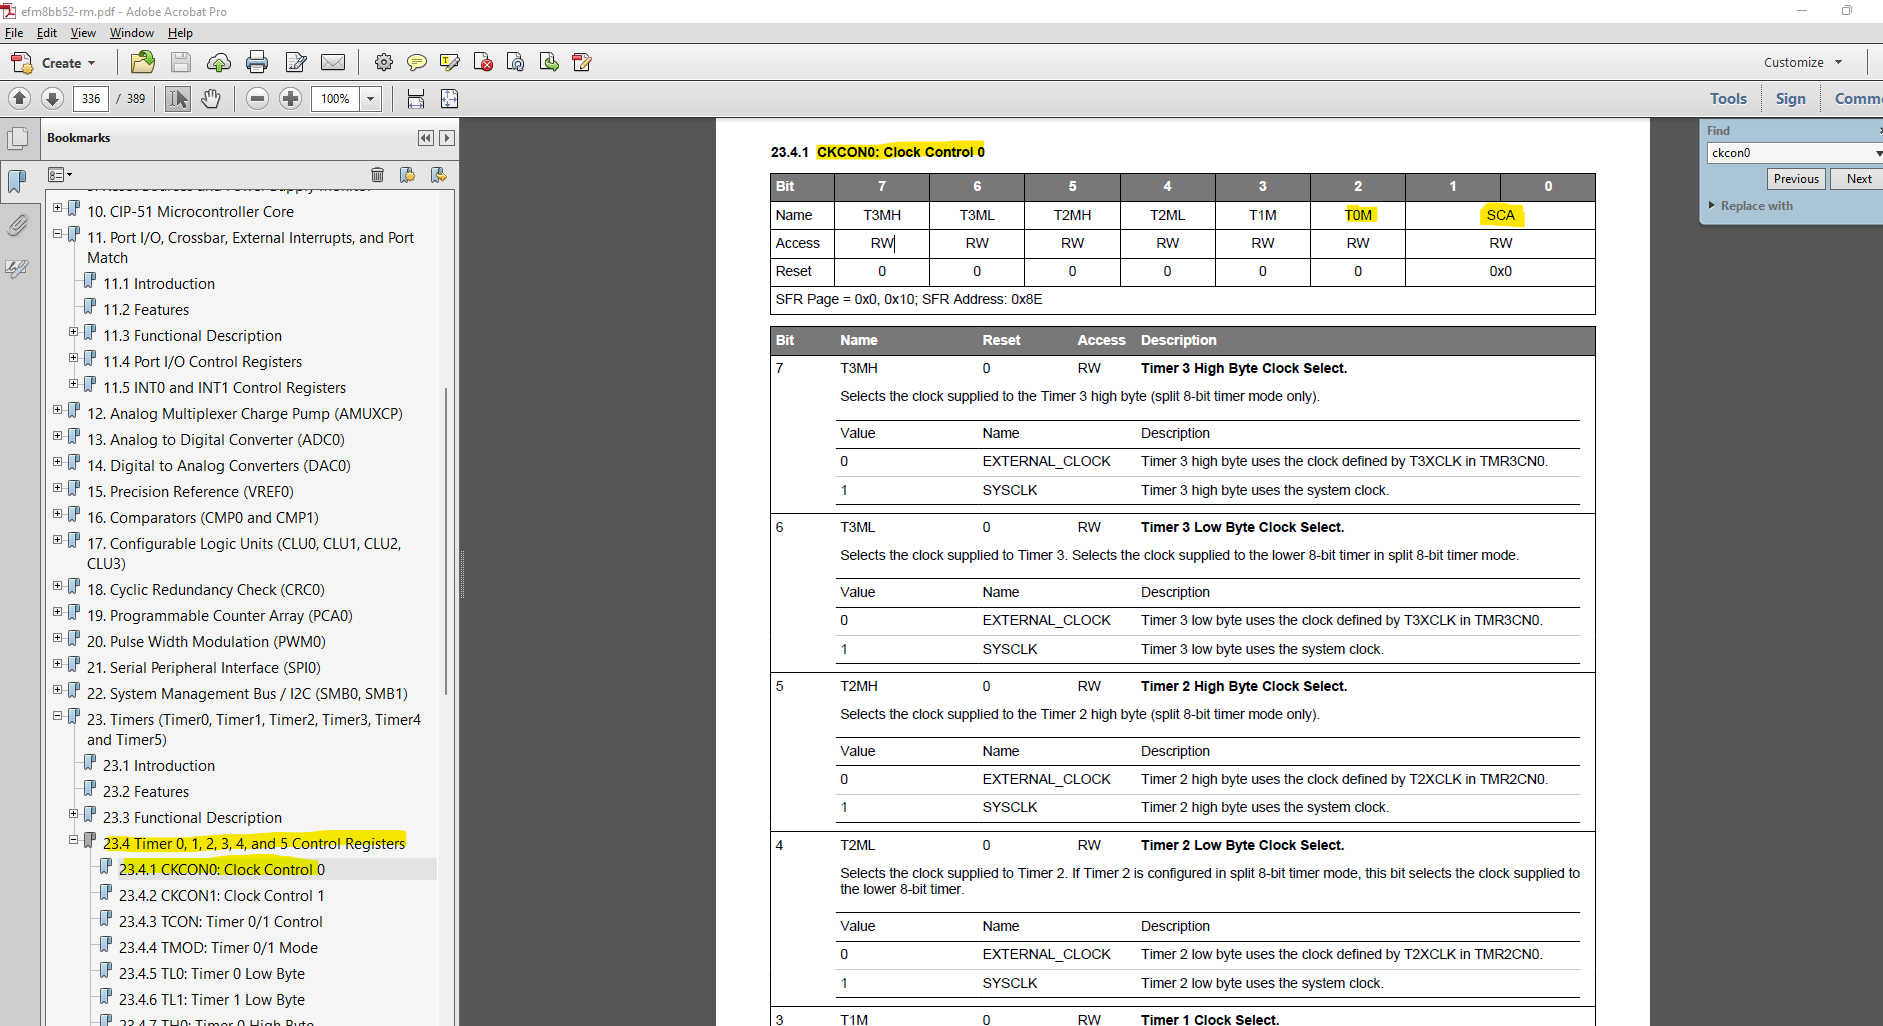 efm8bb52-rm.pdf - Adobe Acrobat Pro
File Edit View Window Help
Create
Customize
336 / 389
100%
Tools Sign Comme
Bookmarks
10. CIP-51 Microcontroller Core
11. Port I/O, Crossbar, External Interrupts, and Port
Match
11.1 Introduction
11.2 Features
11.3 Functional Description
11.4 Port I/O Control Registers
11.5 INT0 and INT1 Control Registers
12. Analog Multiplexer Charge Pump (AMUXCP)
13. Analog to Digital Converter (ADC0)
14. Digital to Analog Converters (DAC0)
15. Precision Reference (VREF0)
16. Comparators (CMP0 and CMP1)
17. Configurable Logic Units (CLU0, CLU1, CLU2,
CLU3)
18. Cyclic Redundancy Check (CRC0)
19. Programmable Counter Array (PCA0)
20. Pulse Width Modulation (PWM0)
21. Serial Peripheral Interface (SPI0)
22. System Management Bus / I2C (SMB0, SMB1)
23. Timers (Timer0, Timer1, Timer2, Timer3, Timer4
and Timer5)
23.1 Introduction
23.2 Features
23.3 Functional Description
23.4 Timer 0, 1, 2, 3, 4, and 5 Control Registers
23.4.1 CKCON0: Clock Control 0
23.4.2 CKCON1: Clock Control 1
23.4.3 TCON: Timer 0/1 Control
23.4.4 TMOD: Timer 0/1 Mode
23.4.5 TL0: Timer 0 Low Byte
23.4.6 TL1: Timer 1 Low Byte
23.4.7 TH0: Timer 0 High Byte
23.4.1 CKCON0: Clock Control 0
Bit 7 6 5 4 3 2 1 0
Name T3MH T3ML T2MH T2ML T1M T0M SCA
Access RW RW RW RW RW RW RW
Reset 0 0 0 0 0 0 0x0
SFR Page = 0x0, 0x10; SFR Address: 0x8E
Bit Name Reset Access Description
7 T3MH 0 RW Timer 3 High Byte Clock Select.
Selects the clock supplied to the Timer 3 high byte (split 8-bit timer mode only).
Value Name Description
0 EXTERNAL_CLOCK Timer 3 high byte uses the clock defined by T3XCLK in TMR3CN0.
1 SYSCLK Timer 3 high byte uses the system clock.
6 T3ML 0 RW Timer 3 Low Byte Clock Select.
Selects the clock supplied to Timer 3. Selects the clock supplied to the lower 8-bit timer in split 8-bit timer mode.
Value Name Description
0 EXTERNAL_CLOCK Timer 3 low byte uses the clock defined by T3XCLK in TMR3CN0.
1 SYSCLK Timer 3 low byte uses the system clock.
5 T2MH 0 RW Timer 2 High Byte Clock Select.
Selects the clock supplied to the Timer 2 high byte (split 8-bit timer mode only).
Value Name Description
0 EXTERNAL_CLOCK Timer 2 high byte uses the clock defined by T2XCLK in TMR2CN0.
1 SYSCLK Timer 2 high byte uses the system clock.
4 T2ML 0 RW Timer 2 Low Byte Clock Select.
Selects the clock supplied to Timer 2. If Timer 2 is configured in split 8-bit timer mode, this bit selects the clock supplied to
the lower 8-bit timer.
Value Name Description
0 EXTERNAL_CLOCK Timer 2 low byte uses the clock defined by T2XCLK in TMR2CN0.
1 SYSCLK Timer 2 low byte uses the system clock.
3 T1M 0 RW Timer 1 Clock Select.
Find
ckcon0
Previous Next
Replace with